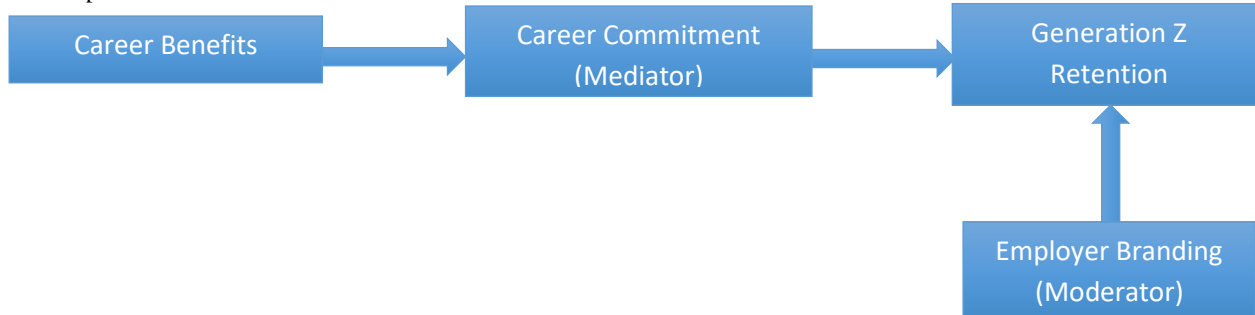 Career Benefits
Career Commitment
(Mediator)
Generation Z
Retention
Employer Branding
(Moderator)